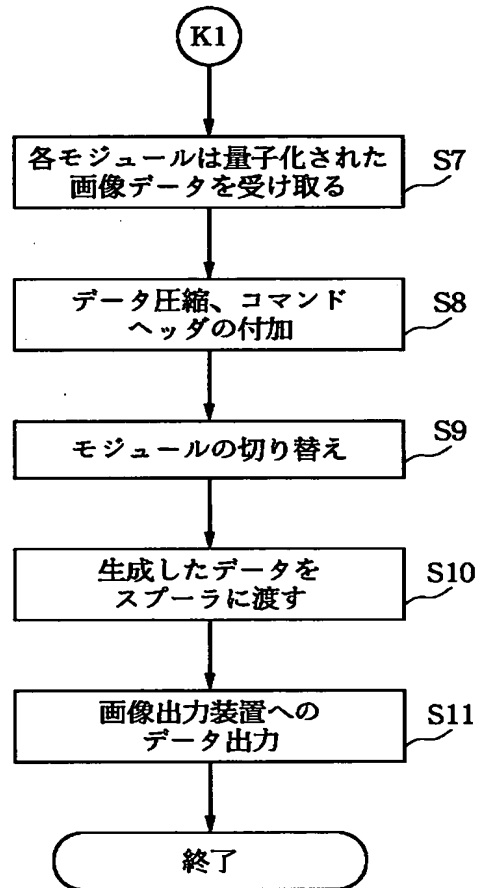 K1
各モジュールは量子化された
画像データを受け取る
S7
データ圧縮、コマンド
ヘッダの付加
S8
モジュールの切り替え
S9
生成したデータを
スプーラに渡す
S10
画像出力装置への
データ出力
S11
終了